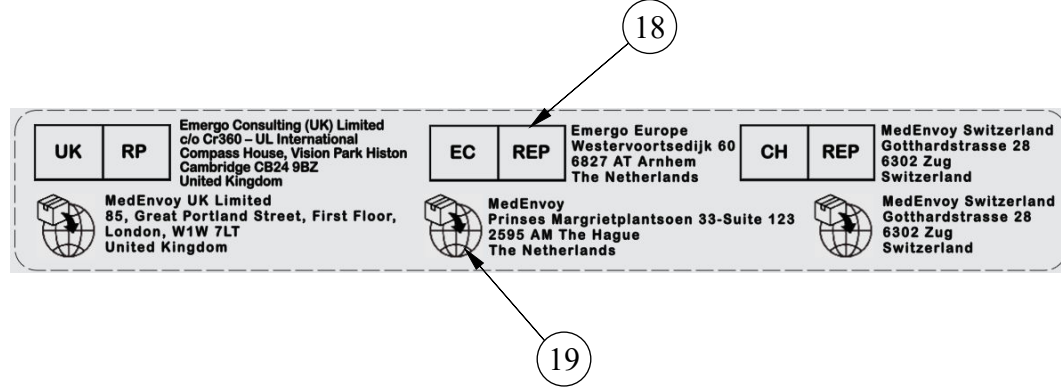 18
UK RP
Emergo Consulting (UK) Limited
c/o Cr360 – UL International
Compass House, Vision Park Histon
Cambridge CB24 9BZ
United Kingdom
EC REP
Emergo Europe
Westervoortsedijk 60
6827 AT Arnhem
The Netherlands
CH REP
MedEnvoy Switzerland
Gotthardstrasse 28
6302 Zug
Switzerland
MedEnvoy UK Limited
85, Great Portland Street, First Floor,
London, W1W 7LT
United Kingdom
MedEnvoy
Prinses Margrietplantsoen 33-Suite 123
2595 AM The Hague
The Netherlands
MedEnvoy Switzerland
Gotthardstrasse 28
6302 Zug
Switzerland
19